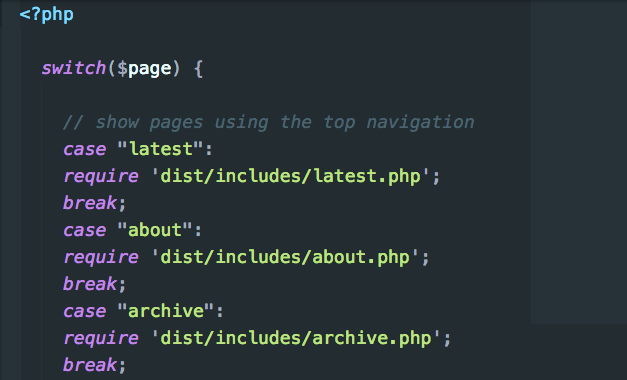 <?php
switch($page) {
// show pages using the top navigation
case "latest":
require 'dist/includes/latest.php';
break;
case "about":
require 'dist/includes/about.php';
break;
case "archive":
require 'dist/includes/archive.php';
break;